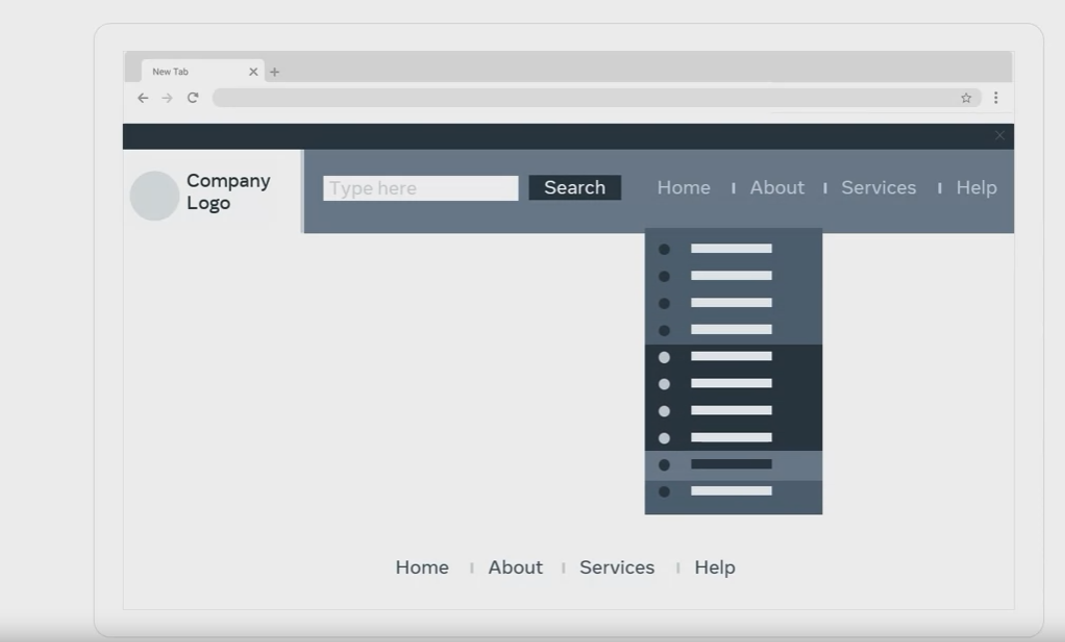 New Tab
Company
Logo
Type here
Search
Home
About
Services
Help
Home
About
Services
Help